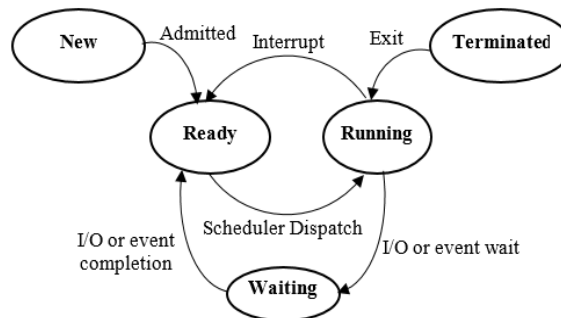 New
Admitted
Interrupt
Exit
Terminated
Ready
Running
Scheduler Dispatch
I/O or event
completion
I/O or event wait
Waiting